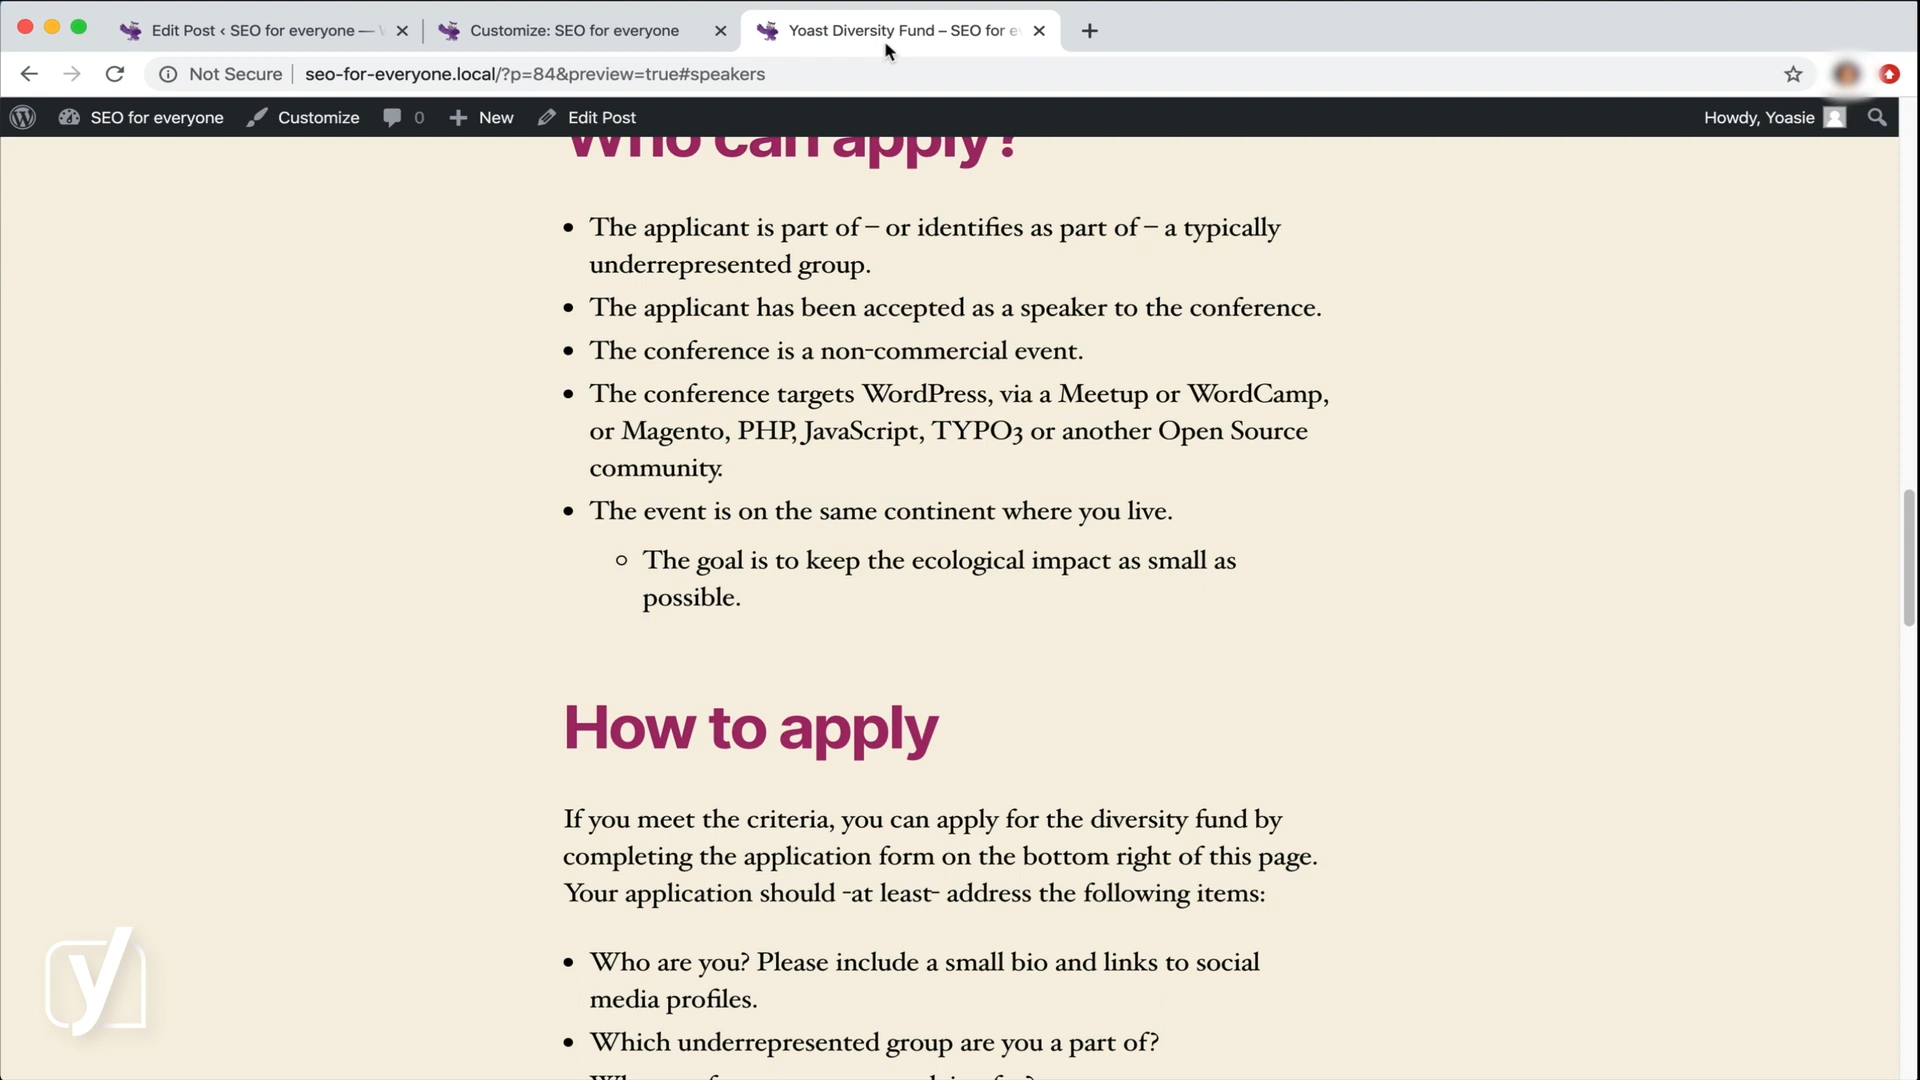 Edit Post ‹ SEO for everyone —
Customize: SEO for everyone
Yoast Diversity Fund – SEO for e
Not Secure
seo-for-everyone.local/?p=84&preview=true#speakers
SEO for everyone
Customize
0
New
Edit Post
Howdy, Yoasie
Who can apply?
• The applicant is part of – or identifies as part of – a typically
underrepresented group.
• The applicant has been accepted as a speaker to the conference.
• The conference is a non-commercial event.
• The conference targets WordPress, via a Meetup or WordCamp,
or Magento, PHP, JavaScript, TYPO3 or another Open Source
community.
• The event is on the same continent where you live.
◦ The goal is to keep the ecological impact as small as
possible.
How to apply
If you meet the criteria, you can apply for the diversity fund by
completing the application form on the bottom right of this page.
Your application should -at least- address the following items:
• Who are you? Please include a small bio and links to social
media profiles.
• Which underrepresented group are you a part of?
y